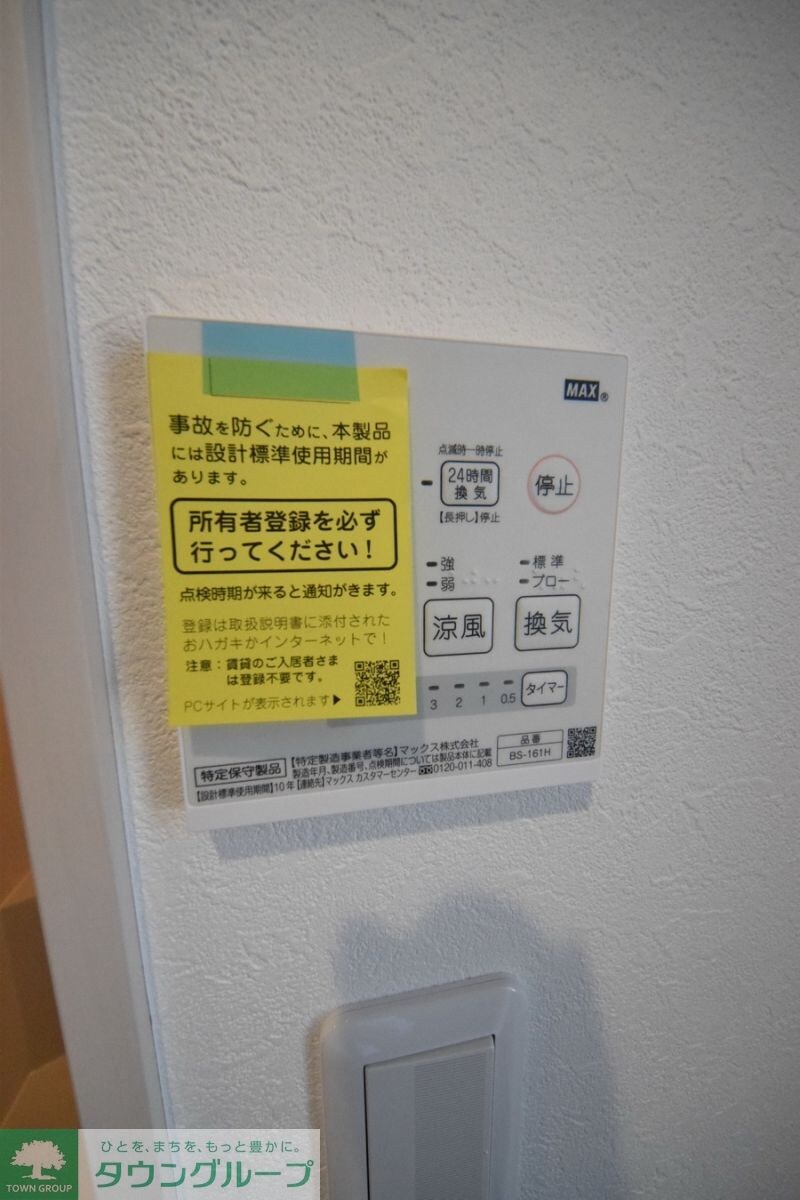 MAX®
事故を防ぐために、本製品
には設計標準使用期間が
あります。
所有者登録を必ず
行ってください！
点検時期が来ると通知がきます。
登録は取扱説明書に添付された
おハガキかインターネットで！
注意：賃貸のご入居者さま
は登録不要です。
PCサイトが表示されます▶
点滅時一時停止
24時間
換気
【長押し】停止
停止
強
弱
標準
ブロー
涼風
換気
3 2 1 0.5
タイマー
特定保守製品
【特定製造事業者等名】マックス株式会社
製造年月、製造番号、点検期間については製品本体に記載
【設計標準使用期間】10年【連絡先】マックス カスタマーセンター 0120-011-408
品番
BS-161H
TOWN GROUP
ひとを、まちを、もっと豊かに。
タウングループ